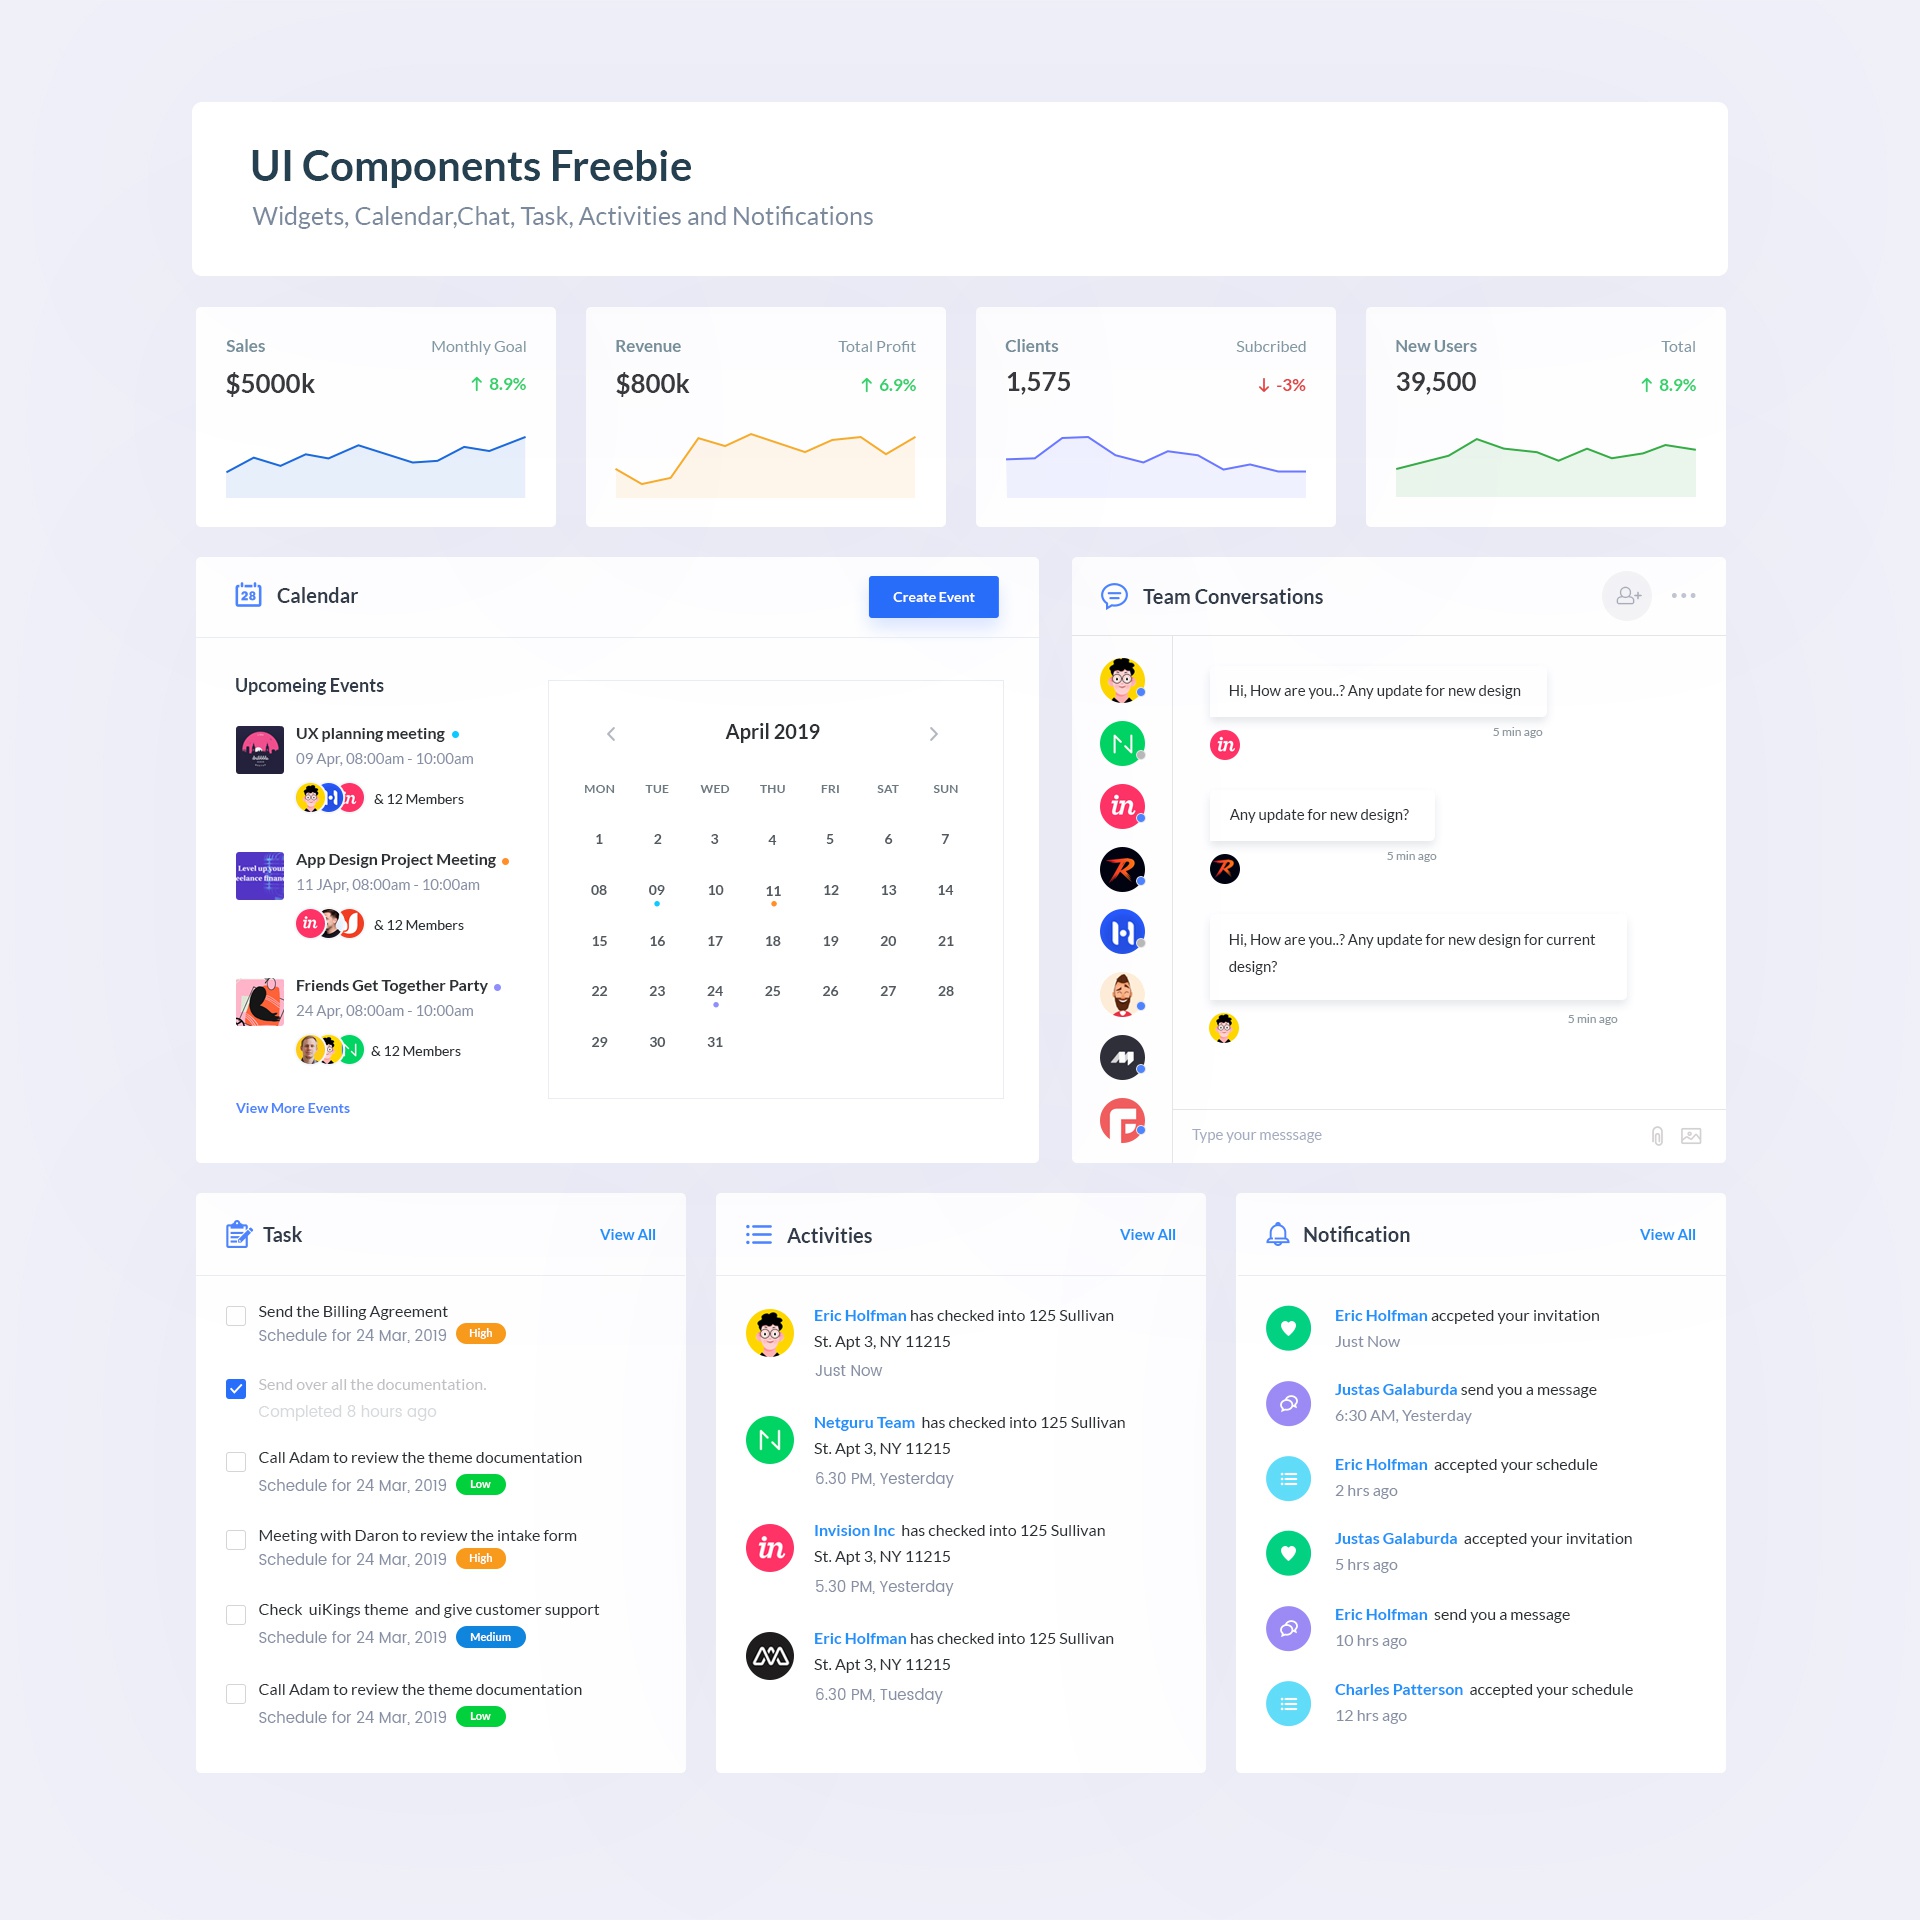 UI Components Freebie
Widgets, Calendar,Chat, Task, Activities and Notifications
Sales
Monthly Goal
$5000k
↑ 8.9%
Revenue
Total Profit
$800k
↑ 6.9%
Clients
Subcribed
1,575
↓ -3%
New Users
Total
39,500
↑ 8.9%
28
Calendar
Create Event
Upcomeing Events
UX planning meeting
09 Apr, 08:00am - 10:00am
in
& 12 Members
Level up your
eelance finan
App Design Project Meeting
11 JApr, 08:00am - 10:00am
in
& 12 Members
Friends Get Together Party
24 Apr, 08:00am - 10:00am
N
& 12 Members
View More Events
April 2019
MON TUE WED THU FRI SAT SUN
1 2 3 4 5 6 7
08 09 10 11 12 13 14
15 16 17 18 19 20 21
22 23 24 25 26 27 28
29 30 31
Team Conversations
N
in
R
Hi, How are you..? Any update for new design
5 min ago
in
Any update for new design?
5 min ago
R
Hi, How are you..? Any update for new design for current
design?
5 min ago
Type your messsage
Task
View All
Send the Billing Agreement
Schedule for 24 Mar, 2019 High
Send over all the documentation.
Completed 8 hours ago
Call Adam to review the theme documentation
Schedule for 24 Mar, 2019 Low
Meeting with Daron to review the intake form
Schedule for 24 Mar, 2019 High
Check uiKings theme and give customer support
Schedule for 24 Mar, 2019 Medium
Call Adam to review the theme documentation
Schedule for 24 Mar, 2019 Low
Activities
View All
Eric Holfman has checked into 125 Sullivan
St. Apt 3, NY 11215
Just Now
N
Netguru Team has checked into 125 Sullivan
St. Apt 3, NY 11215
6.30 PM, Yesterday
in
Invision Inc has checked into 125 Sullivan
St. Apt 3, NY 11215
5.30 PM, Yesterday
Eric Holfman has checked into 125 Sullivan
St. Apt 3, NY 11215
6.30 PM, Tuesday
Notification
View All
Eric Holfman accpeted your invitation
Just Now
Justas Galaburda send you a message
6:30 AM, Yesterday
Eric Holfman accepted your schedule
2 hrs ago
Justas Galaburda accepted your invitation
5 hrs ago
Eric Holfman send you a message
10 hrs ago
Charles Patterson accepted your schedule
12 hrs ago